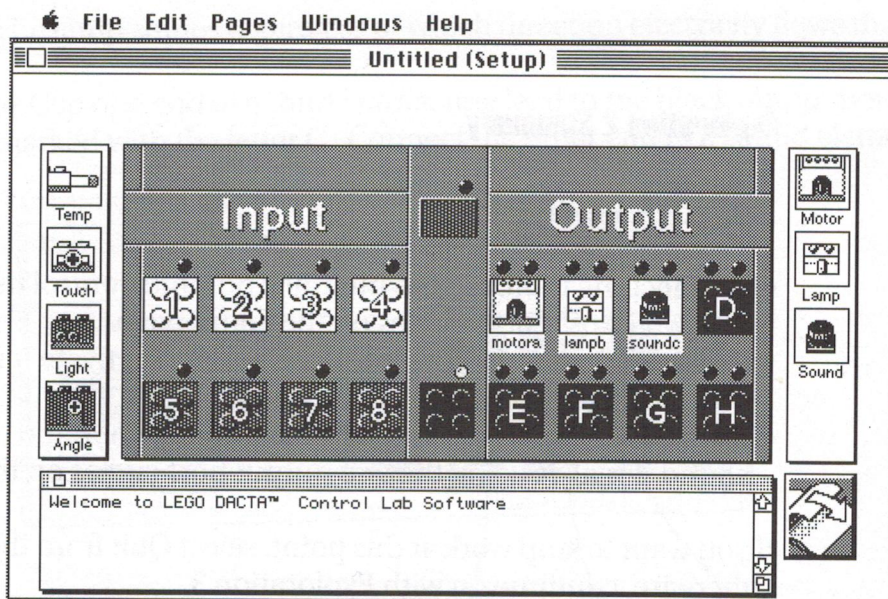 File Edit Pages Windows Help
Untitled (Setup)
Temp
Touch
Light
Angle
Input
1 2 3 4
5 6 7 8
Output
motora lampb soundc D
E F G H
Motor
Lamp
Sound
Welcome to LEGO DACTA™ Control Lab Software